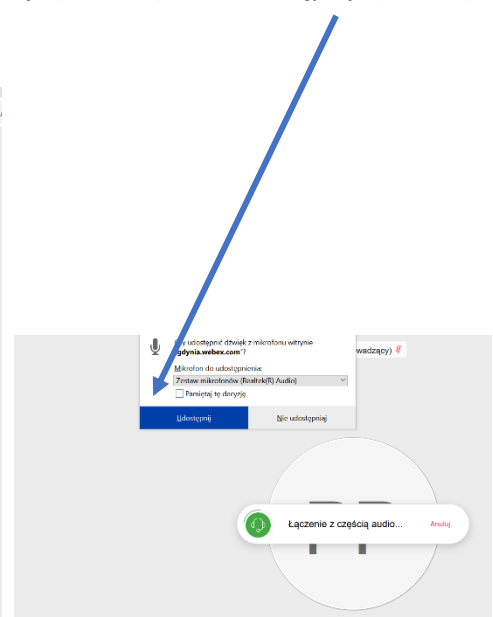 udostępnić dźwięk z mikrofonu witrynie
gdynia.webex.com"?
wadzący)
Mikrofon do udostępnienia:
Zestaw mikrofonów (Realtek(R) Audio)
Pamiętaj tę decyzję
Udostępnij
Nie udostępniaj
Łączenie z częścią audio...
Anuluj